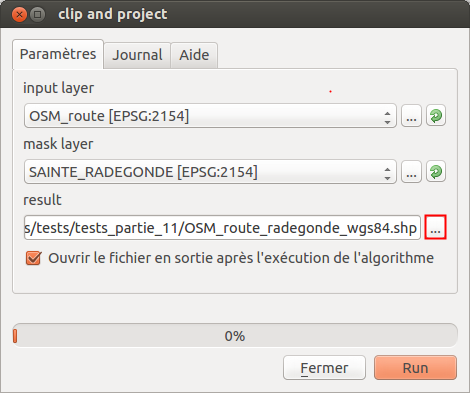 clip and project
Paramètres Journal Aide
input layer
OSM_route [EPSG:2154] ...
mask layer
SAINTE_RADEGONDE [EPSG:2154] ...
result
s/tests/tests_partie_11/OSM_route_radegonde_wgs84.shp ...
Ouvrir le fichier en sortie après l'exécution de l'algorithme
0%
Fermer Run